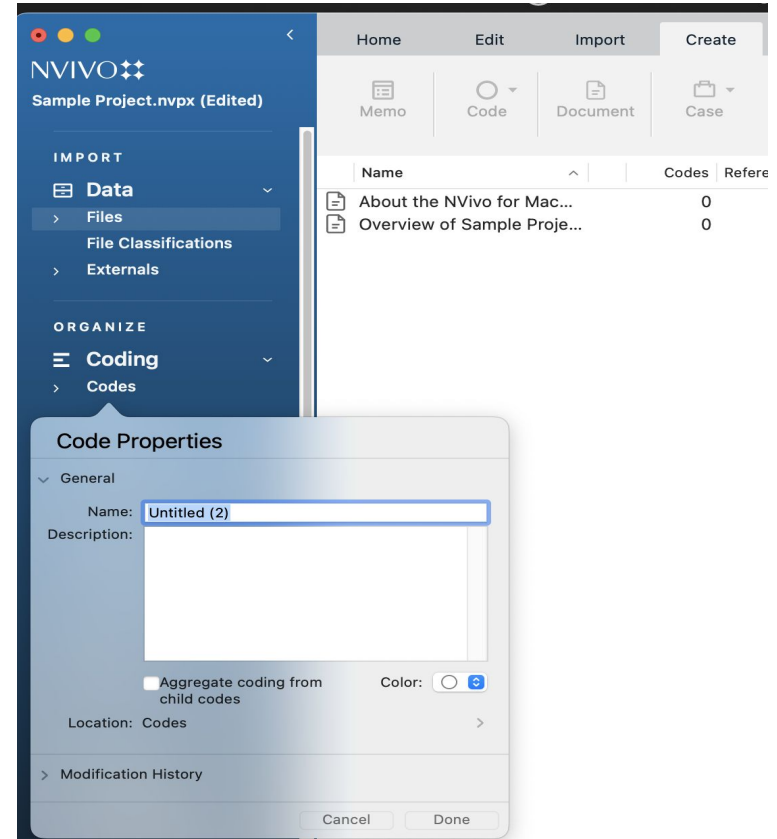 NVIVO
Sample Project.nvpx (Edited)
IMPORT
Data
Files
File Classifications
Externals
ORGANIZE
Coding
Codes
Home Edit Import Create
Memo Code Document Case
Name Codes Refere
About the NVivo for Mac... 0
Overview of Sample Proje... 0
Code Properties
General
Name: Untitled (2)
Description:
Aggregate coding from
child codes
Color:
Location: Codes
Modification History
Cancel Done